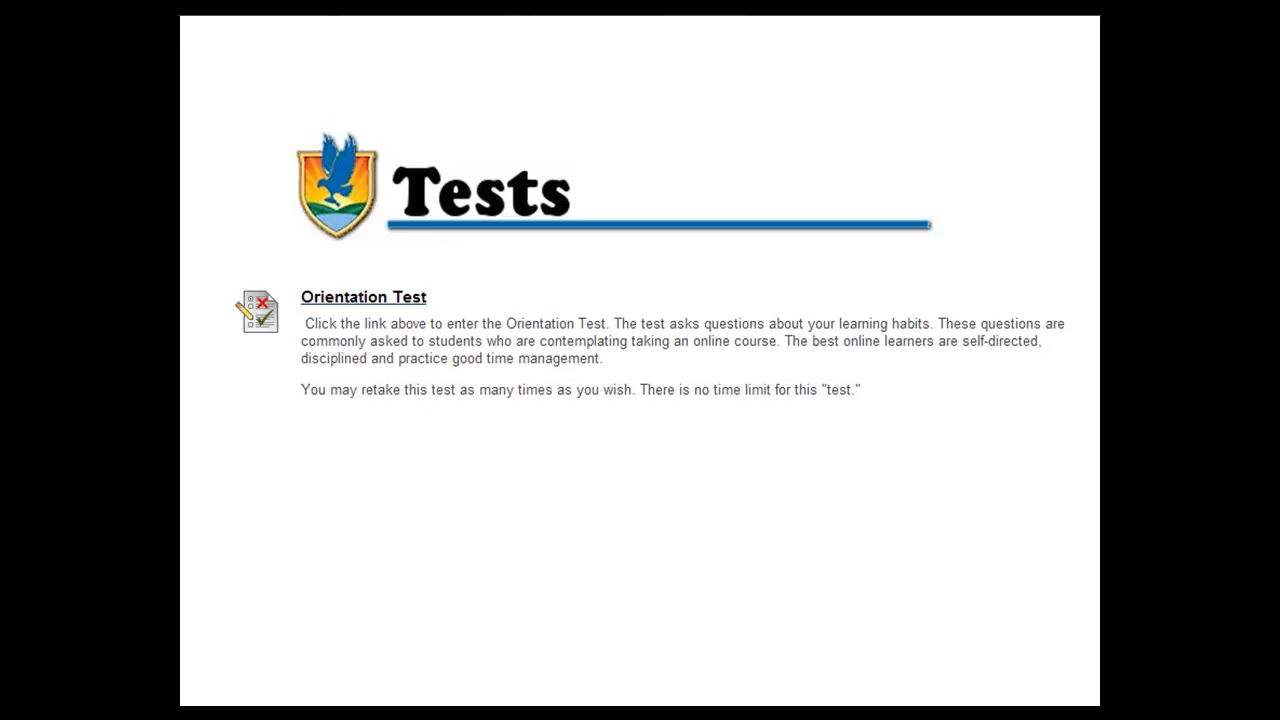 Tests
Orientation Test
Click the link above to enter the Orientation Test. The test asks questions about your learning habits. These questions are
commonly asked to students who are contemplating taking an online course. The best online learners are self-directed,
disciplined and practice good time management.
You may retake this test as many times as you wish. There is no time limit for this "test."